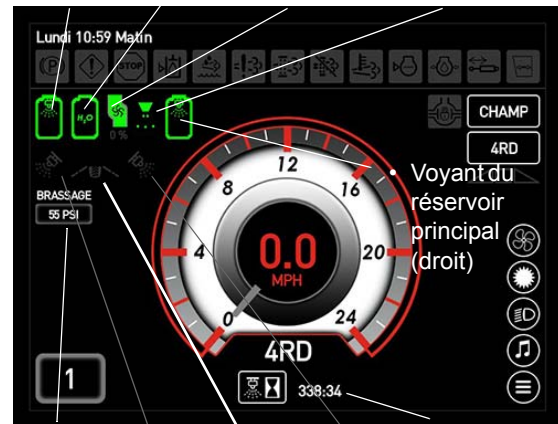 Lundi 10:59 Matin
P
STOP
H₂O
0 %
CHAMP
4RD
BRASSAGE
55 PSI
0
4
8
12
16
20
24
0.0
MPH
4RD
1
338:34
• Voyant du
réservoir
principal
(droit)